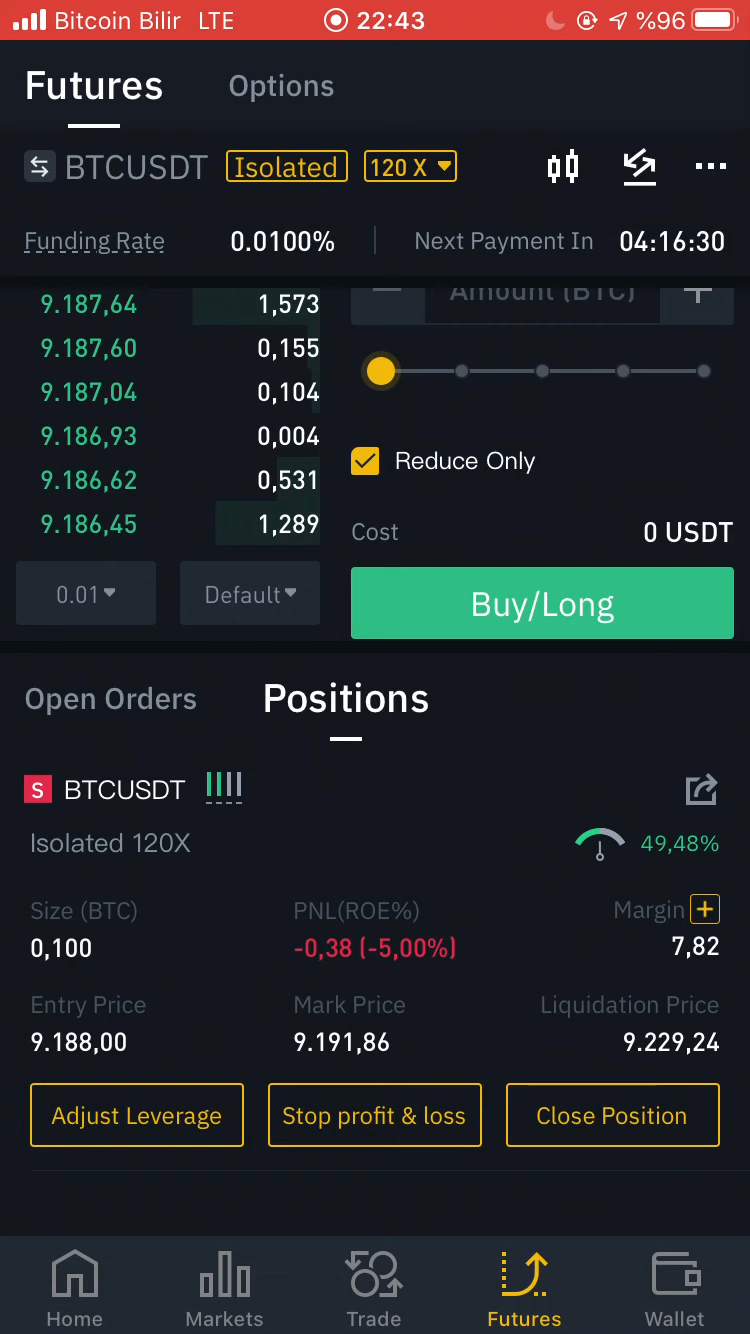 Bitcoin Bilir LTE 22:43 %96
Futures Options
BTCUSDT Isolated 120 X
Funding Rate 0.0100% Next Payment In 04:16:30
9.187,64 1,573 Amount (BTC)
9.187,60 0,155
9.187,04 0,104
9.186,93 0,004
9.186,62 0,531
9.186,45 1,289
Reduce Only
Cost 0 USDT
0.01 Default
Buy/Long
Open Orders Positions
S BTCUSDT
Isolated 120X 49,48%
Size (BTC) PNL(ROE%) Margin
0,100 -0,38 (-5,00%) 7,82
Entry Price Mark Price Liquidation Price
9.188,00 9.191,86 9.229,24
Adjust Leverage Stop profit & loss Close Position
Home Markets Trade Futures Wallet